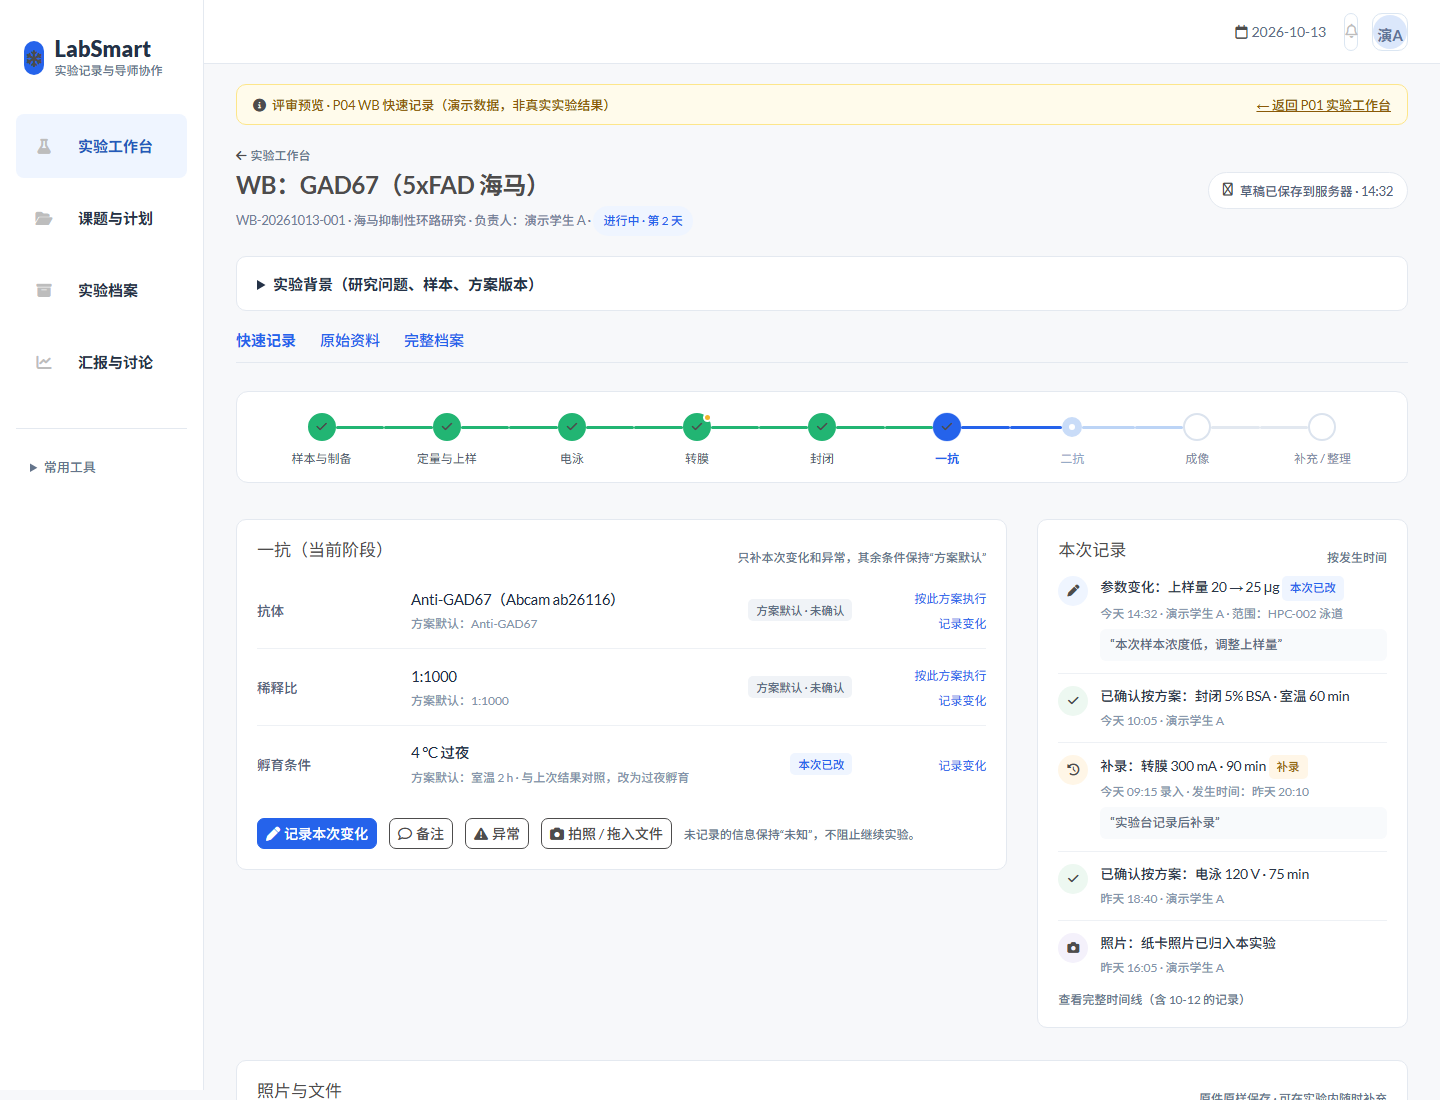 LabSmart
实验记录与导师协作
实验工作台
课题与计划
实验档案
汇报与讨论
常用工具
2026-10-13
演A
评审预览 · P04 WB 快速记录（演示数据，非真实实验结果）
← 返回 P01 实验工作台
← 实验工作台
WB：GAD67（5xFAD 海马）
WB-20261013-001 · 海马抑制性环路研究 · 负责人：演示学生 A · 进行中 · 第 2 天
草稿已保存到服务器 · 14:32
实验背景（研究问题、样本、方案版本）
快速记录
原始资料
完整档案
样本与制备
定量与上样
电泳
转膜
封闭
一抗
二抗
成像
补充 / 整理
一抗（当前阶段）
只补本次变化和异常，其余条件保持“方案默认”
抗体
Anti-GAD67（Abcam ab26116）
方案默认：Anti-GAD67
方案默认 · 未确认
按此方案执行
记录变化
稀释比
1:1000
方案默认：1:1000
方案默认 · 未确认
按此方案执行
记录变化
孵育条件
4 °C 过夜
方案默认：室温 2 h · 与上次结果对照，改为过夜孵育
本次已改
记录变化
记录本次变化
备注
异常
拍照 / 拖入文件
未记录的信息保持“未知”，不阻止继续实验。
本次记录
按发生时间
参数变化：上样量 20 → 25 μg 本次已改
今天 14:32 · 演示学生 A · 范围：HPC-002 泳道
“本次样本浓度低，调整上样量”
已确认按方案：封闭 5% BSA · 室温 60 min
今天 10:05 · 演示学生 A
补录：转膜 300 mA · 90 min 补录
今天 09:15 录入 · 发生时间：昨天 20:10
“实验台记录后补录”
已确认按方案：电泳 120 V · 75 min
昨天 18:40 · 演示学生 A
照片：纸卡照片已归入本实验
昨天 16:05 · 演示学生 A
查看完整时间线（含 10-12 的记录）
照片与文件
原件原样保存 · 可在实验内随时补充